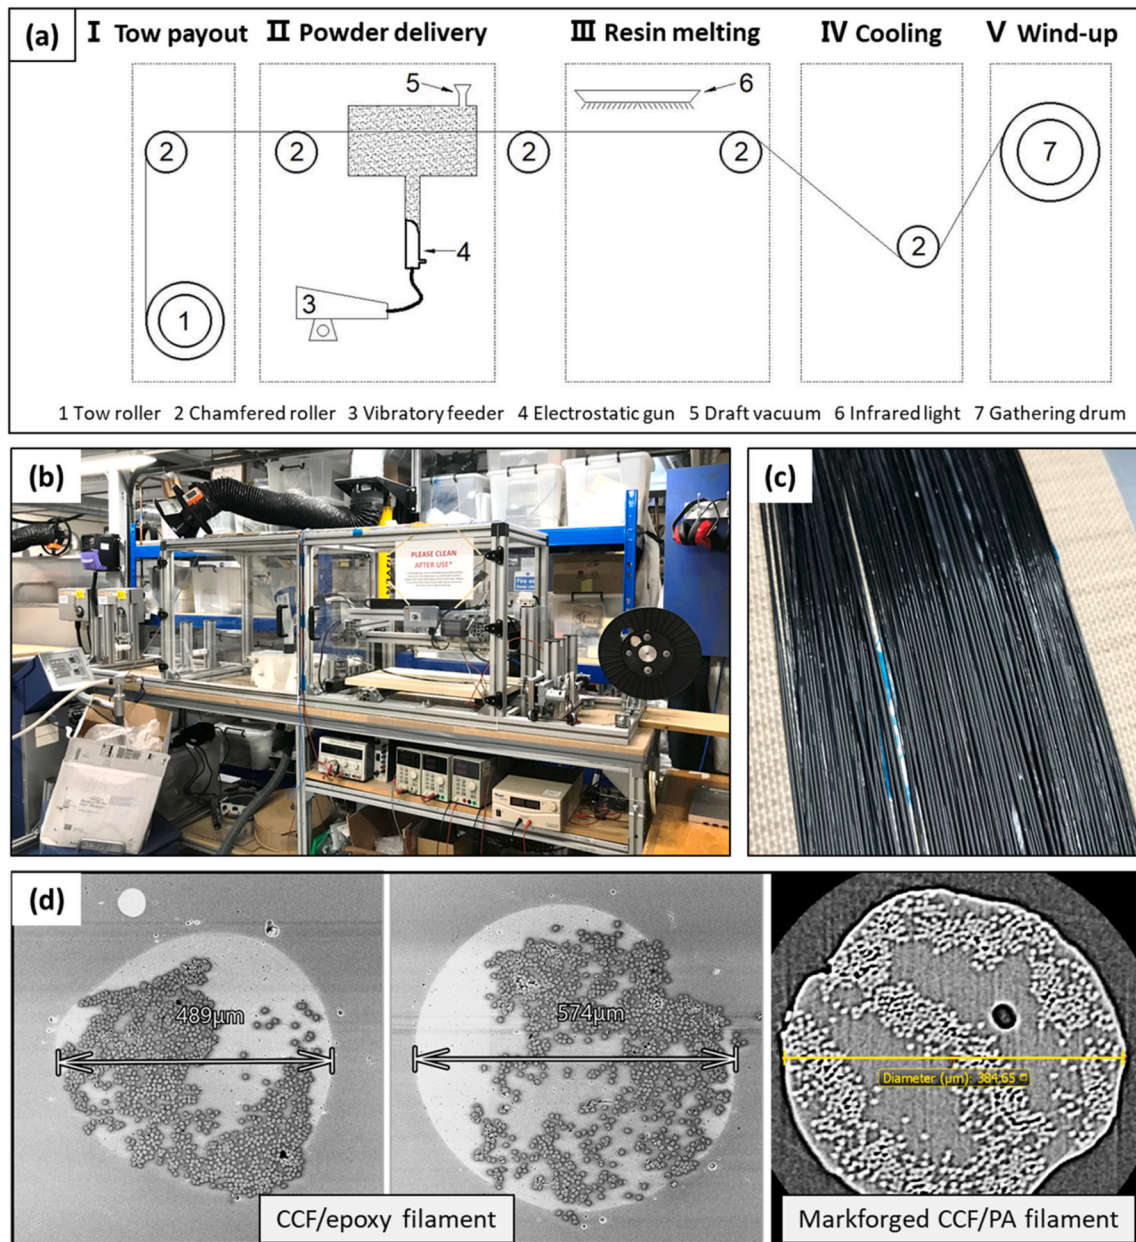 (a) Ⅰ Tow payout Ⅱ Powder delivery Ⅲ Resin melting Ⅳ Cooling Ⅴ Wind-up
5 6
2 2 2 2 7
4 2
3
1
1 Tow roller 2 Chamfered roller 3 Vibratory feeder 4 Electrostatic gun 5 Draft vacuum 6 Infrared light 7 Gathering drum
(b)
PLEASE CLEAN
AFTER USE*
(c)
(d)
489μm
574μm
Diameter (μm): 384.65
CCF/epoxy filament
Markforged CCF/PA filament